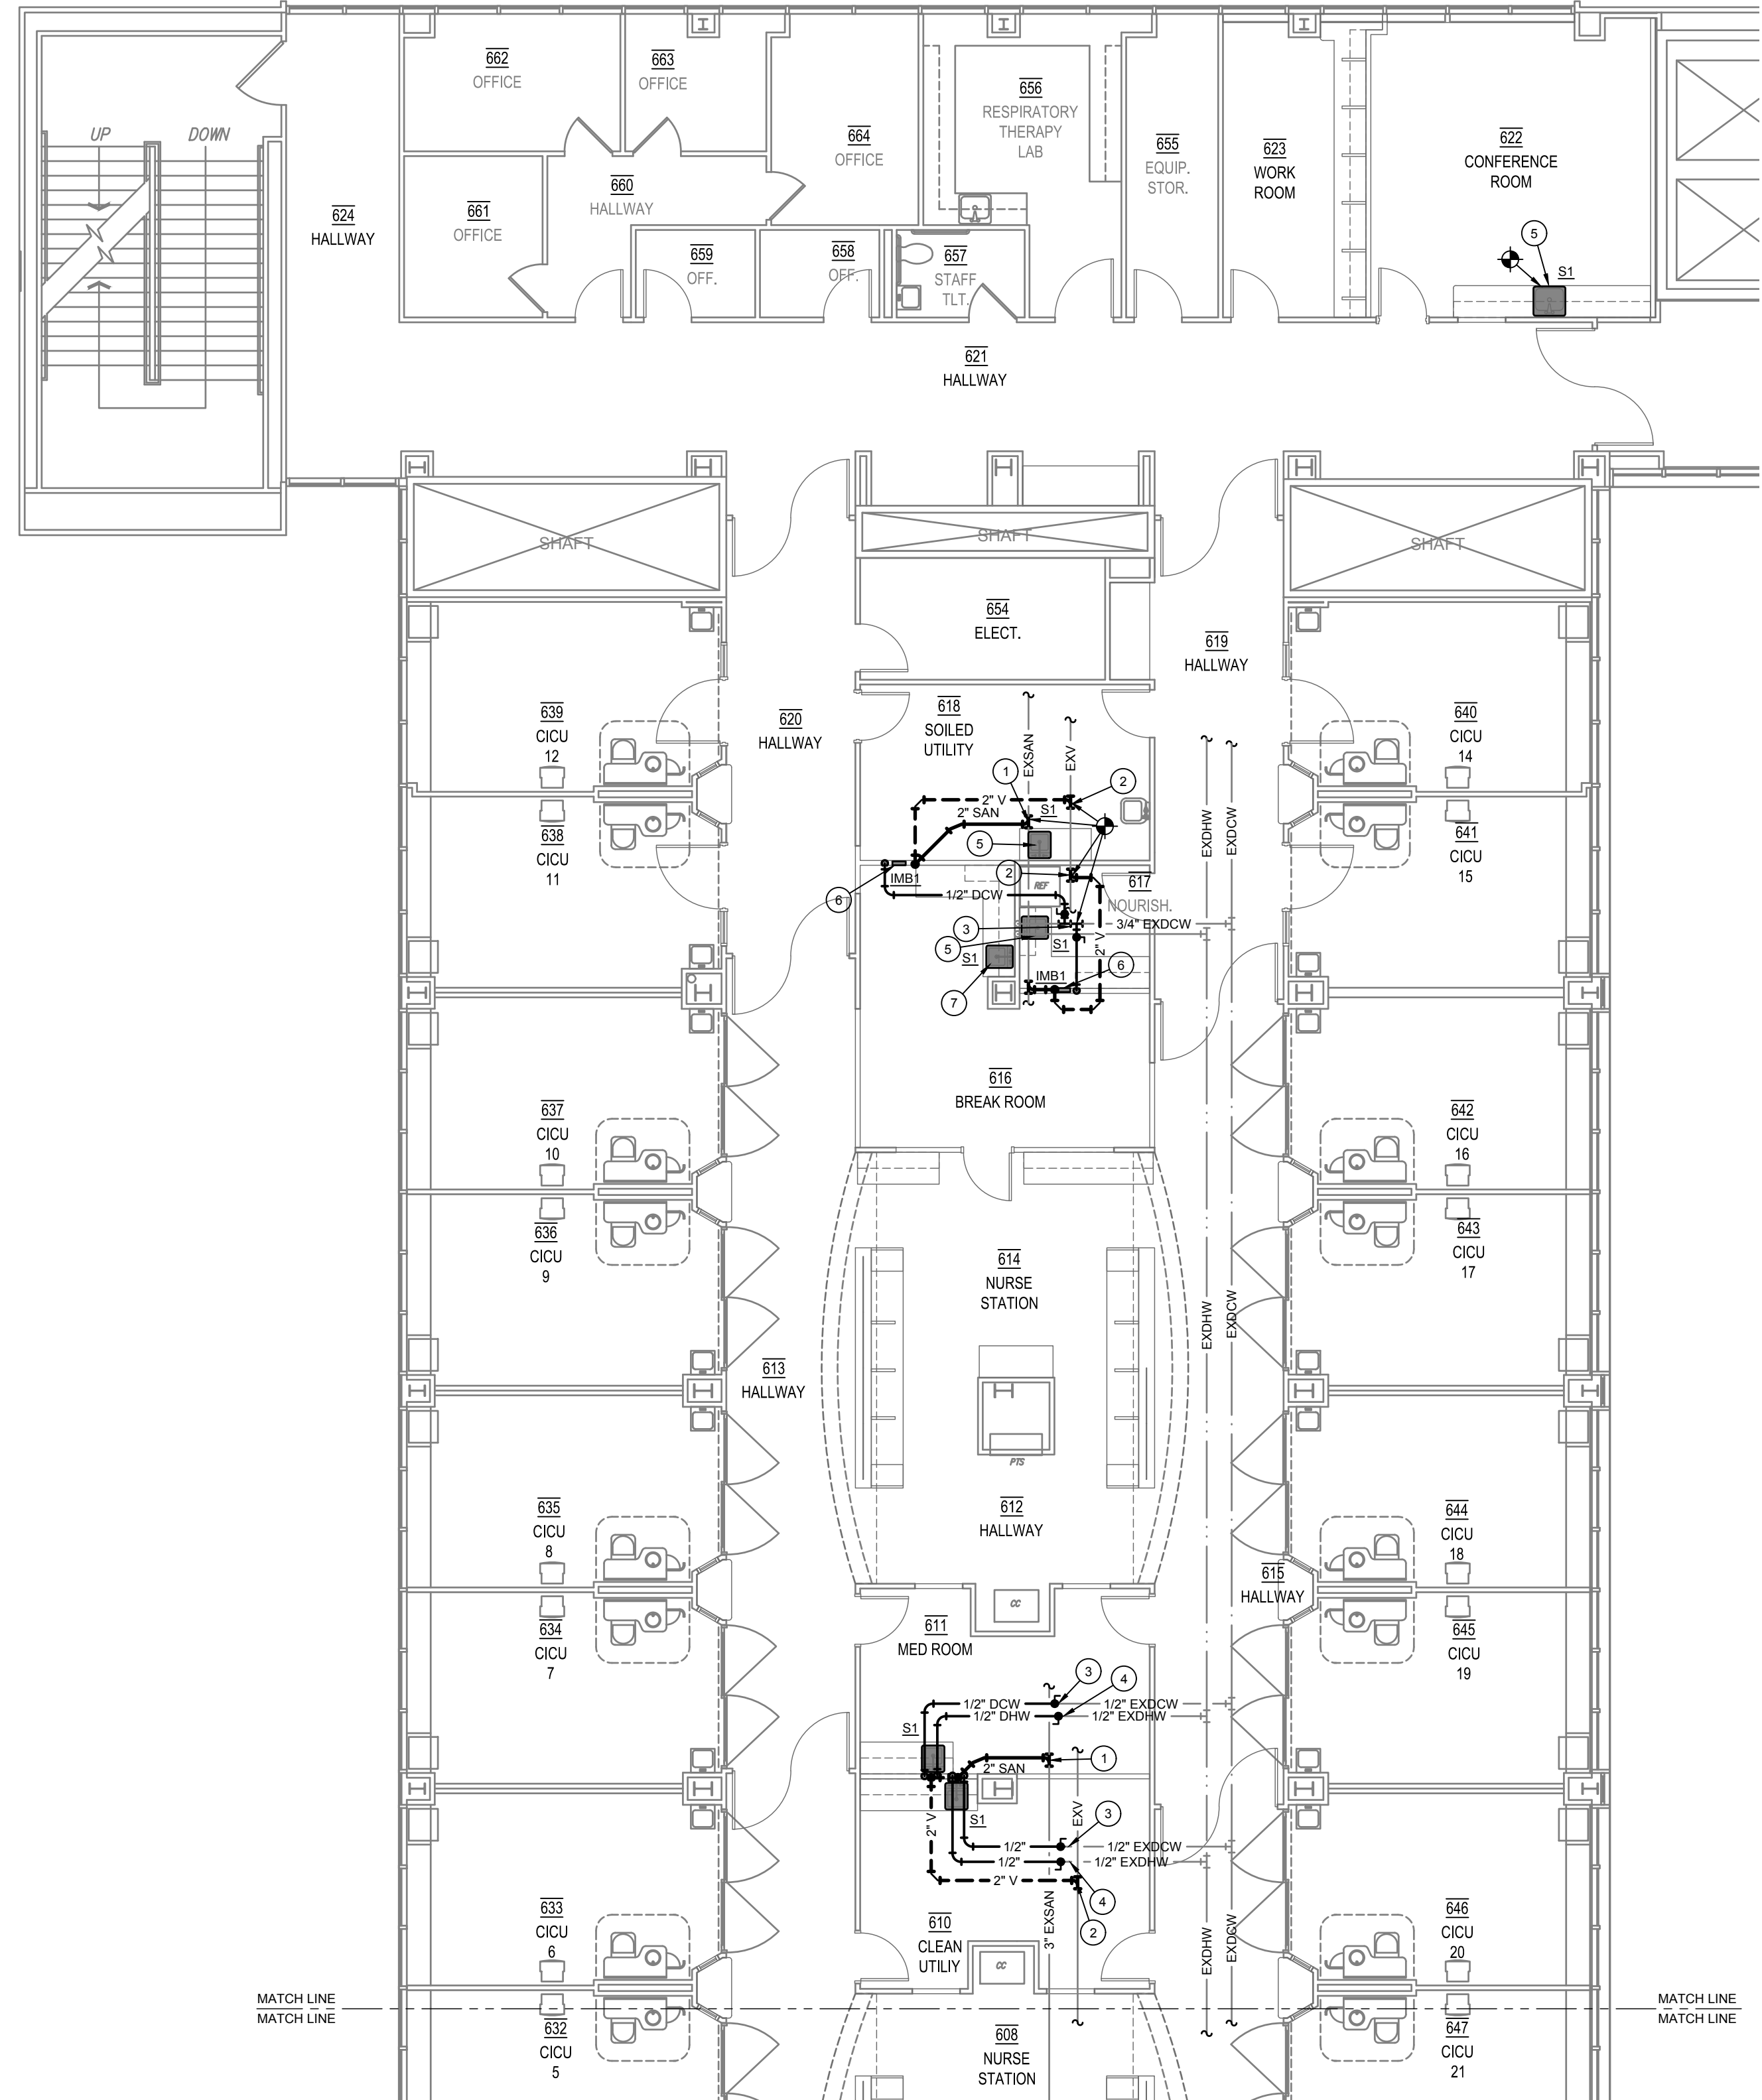 662
OFFICE
663
OFFICE
664
OFFICE
656
RESPIRATORY
THERAPY
LAB
655
EQUIP.
STOR.
623
WORK
ROOM
622
CONFERENCE
ROOM
UP
DOWN
624
HALLWAY
661
OFFICE
660
HALLWAY
659
OFF.
658
OFF.
657
STAFF
TLT.
5
S1
621
HALLWAY
SHAFT
SHAFT
SHAFT
654
ELECT.
619
HALLWAY
639
CICU
12
620
HALLWAY
618
SOILED
UTILITY
EXSAN
EXV
EXDHW
EXDCW
640
CICU
14
1
2
2" V
2" SAN
S1
5
638
CICU
11
641
CICU
15
2
IMB1
6
REF
617
NOURISH.
1/2" DCW
3/4" EXDCW
3
5
S1
S1
2" V
IMB1
6
7
616
BREAK ROOM
637
CICU
10
642
CICU
16
636
CICU
9
643
CICU
17
614
NURSE
STATION
EXDHW
EXDCW
613
HALLWAY
PTS
612
HALLWAY
635
CICU
8
644
CICU
18
615
HALLWAY
CC
634
CICU
7
611
MED ROOM
645
CICU
19
3
4
1/2" DCW
1/2" EXDCW
1/2" DHW
1/2" EXDHW
S1
1
2" SAN
S1
2" V
EXV
3
1/2"
1/2" EXDCW
1/2"
1/2" EXDHW
2" V
4
2
3" EXSAN
EXDHW
EXDCW
633
CICU
6
610
CLEAN
UTILIY
CC
646
CICU
20
MATCH LINE
MATCH LINE
MATCH LINE
MATCH LINE
632
CICU
5
608
NURSE
STATION
647
CICU
21